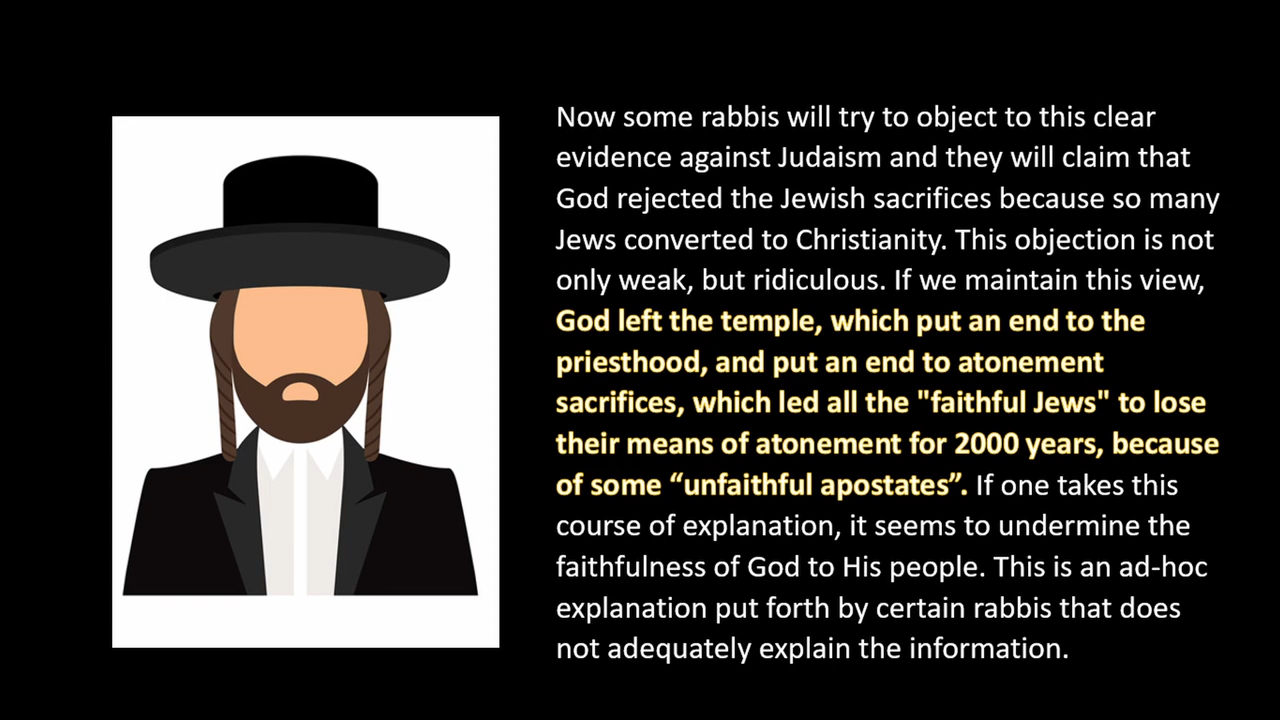 Now some rabbis will try to object to this clear
evidence against Judaism and they will claim that
God rejected the Jewish sacrifices because so many
Jews converted to Christianity. This objection is not
only weak, but ridiculous. If we maintain this view,
God left the temple, which put an end to the
priesthood, and put an end to atonement
sacrifices, which led all the "faithful Jews" to lose
their means of atonement for 2000 years, because
of some “unfaithful apostates”. If one takes this
course of explanation, it seems to undermine the
faithfulness of God to His people. This is an ad-hoc
explanation put forth by certain rabbis that does
not adequately explain the information.